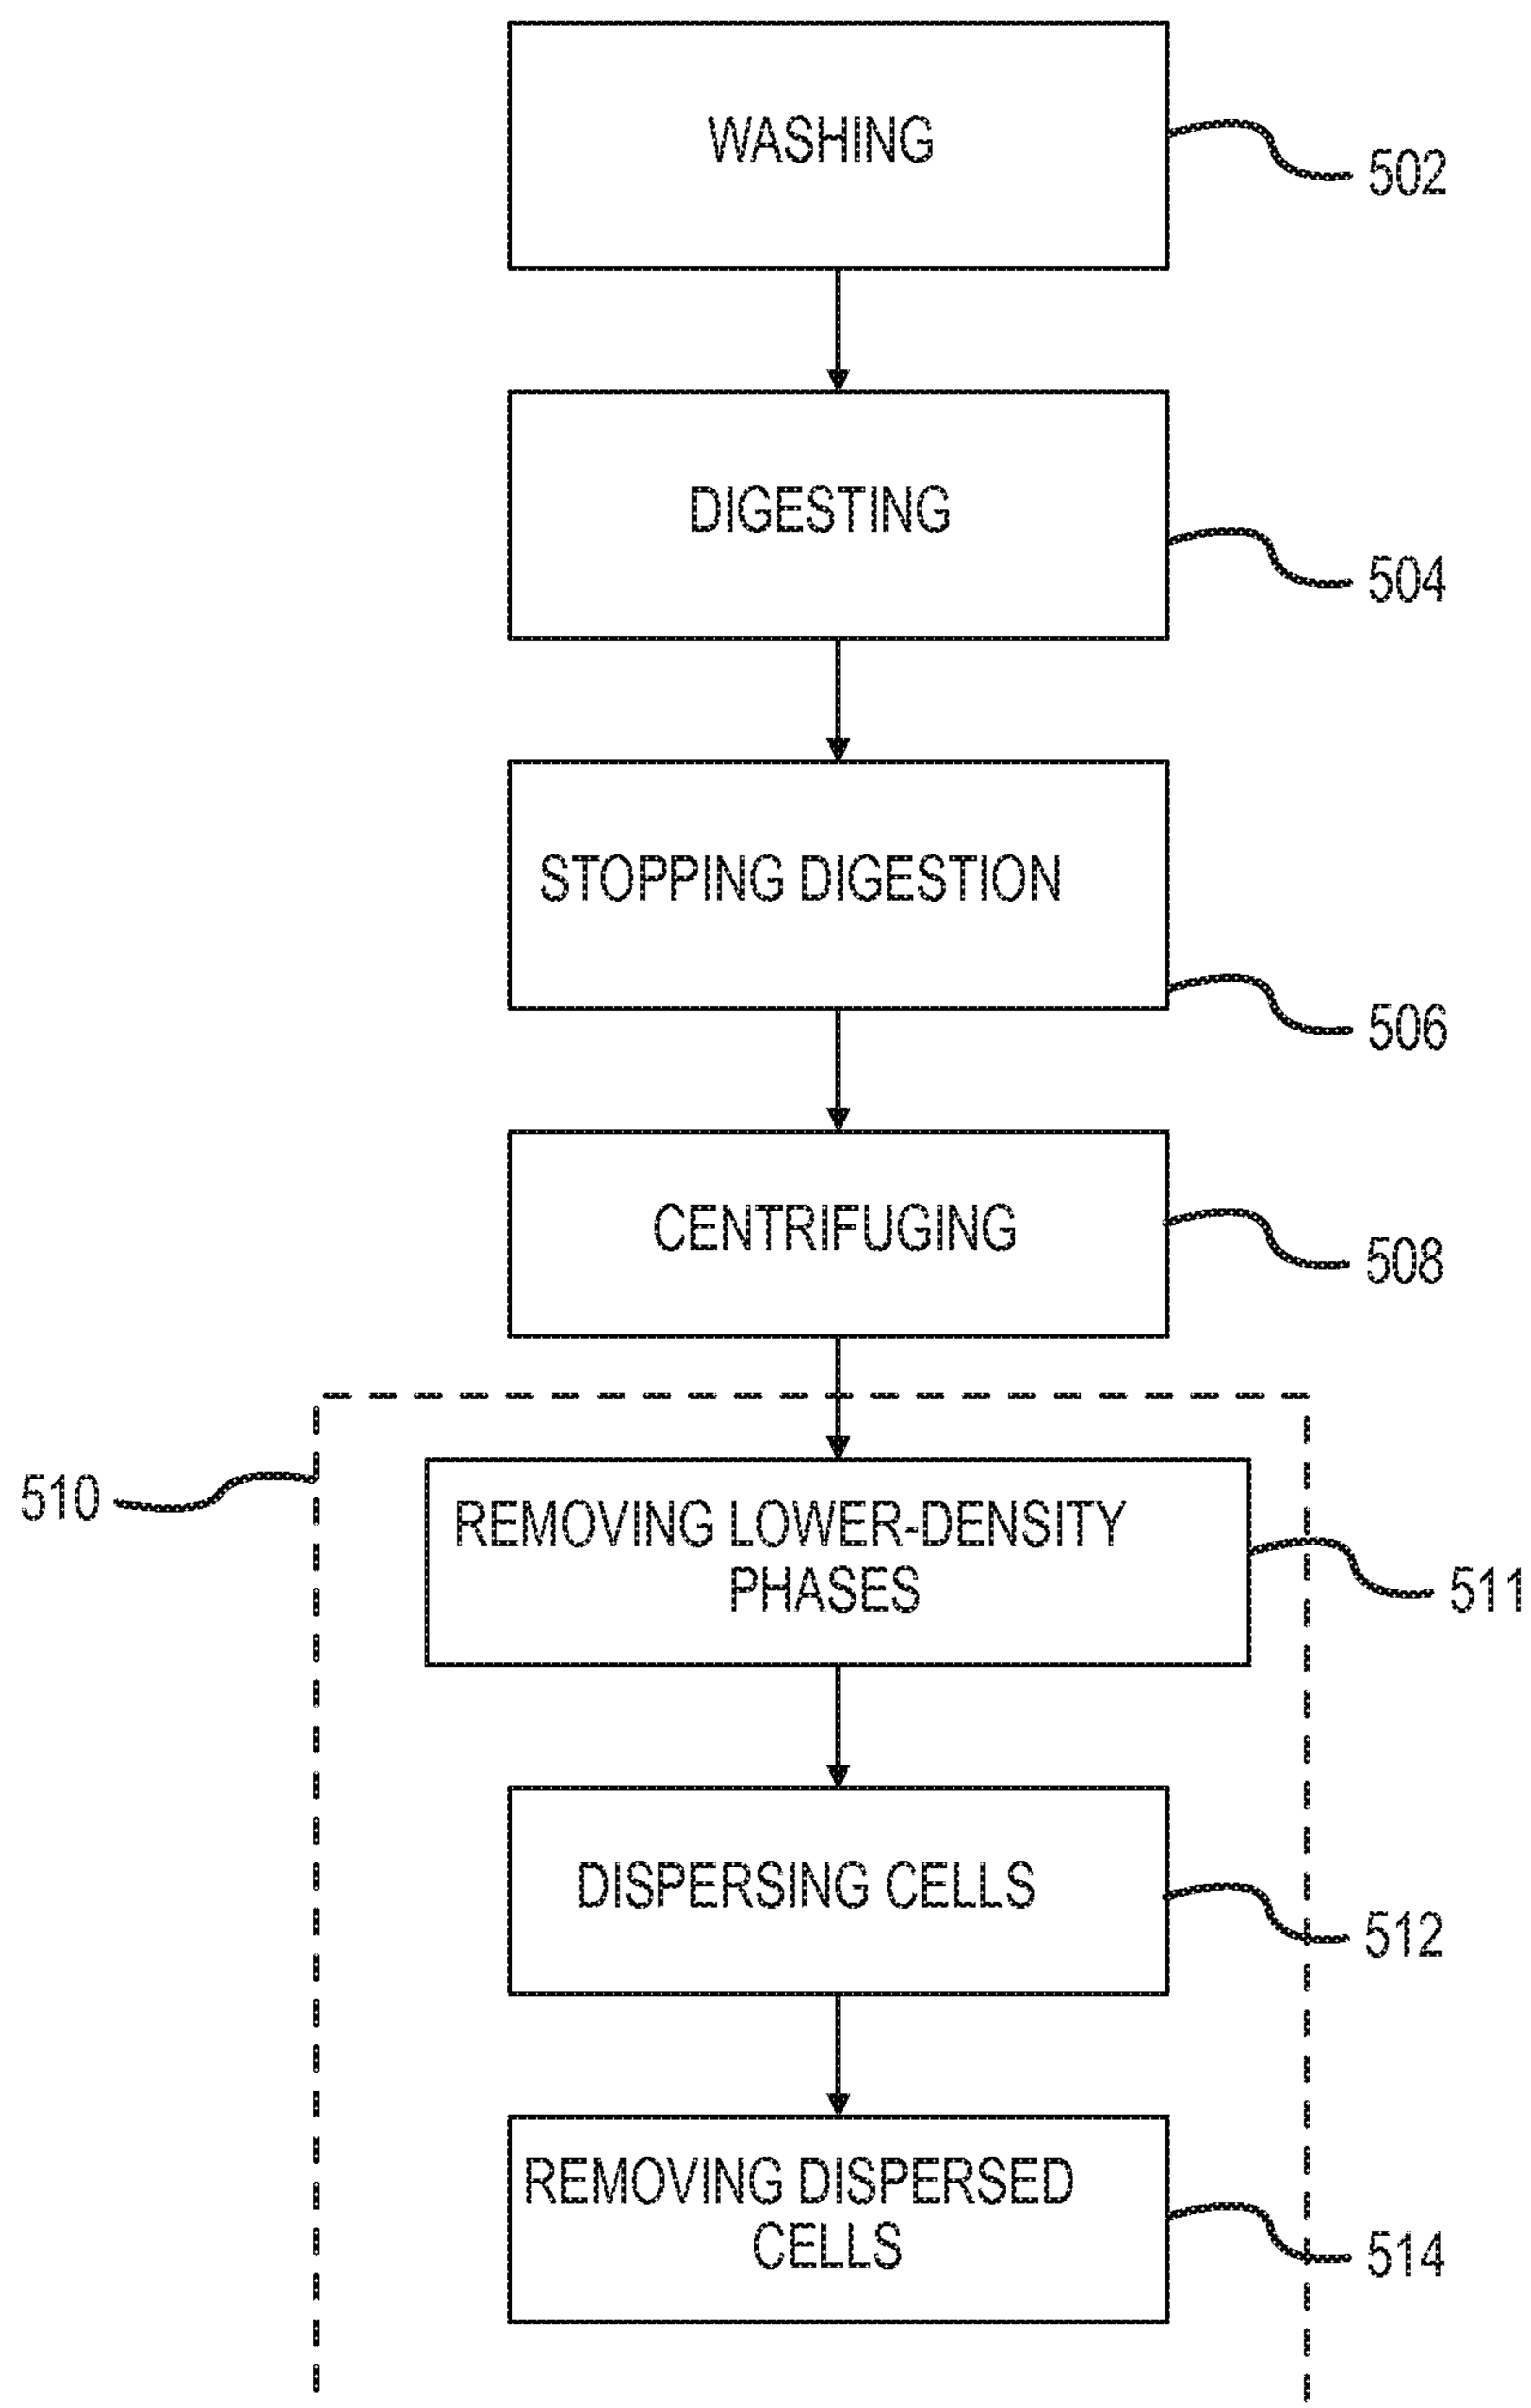 WASHING
502
DIGESTING
504
STOPPING DIGESTION
506
CENTRIFUGING
508
510
REMOVING LOWER-DENSITY
PHASES
511
DISPERSING CELLS
512
REMOVING DISPERSED
CELLS
514